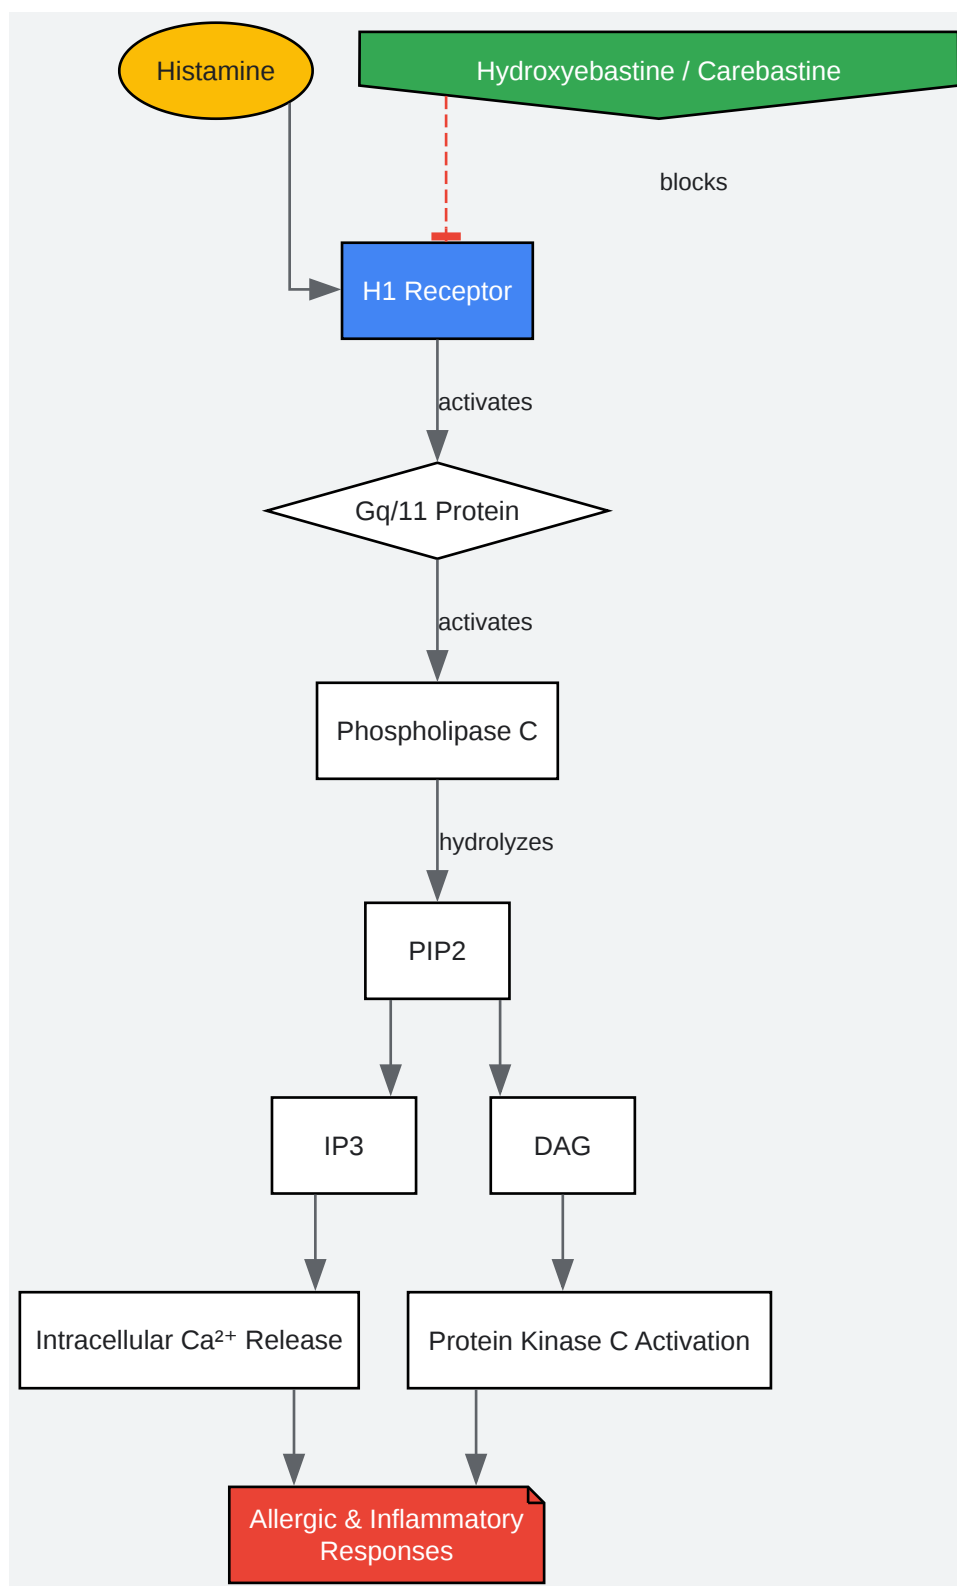 Histamine
Hydroxyebastine / Carebastine
blocks
H1 Receptor
activates
Gq/11 Protein
activates
Phospholipase C
hydrolyzes
PIP2
IP3
DAG
Intracellular Ca²⁺ Release
Protein Kinase C Activation
Allergic & Inflammatory
Responses